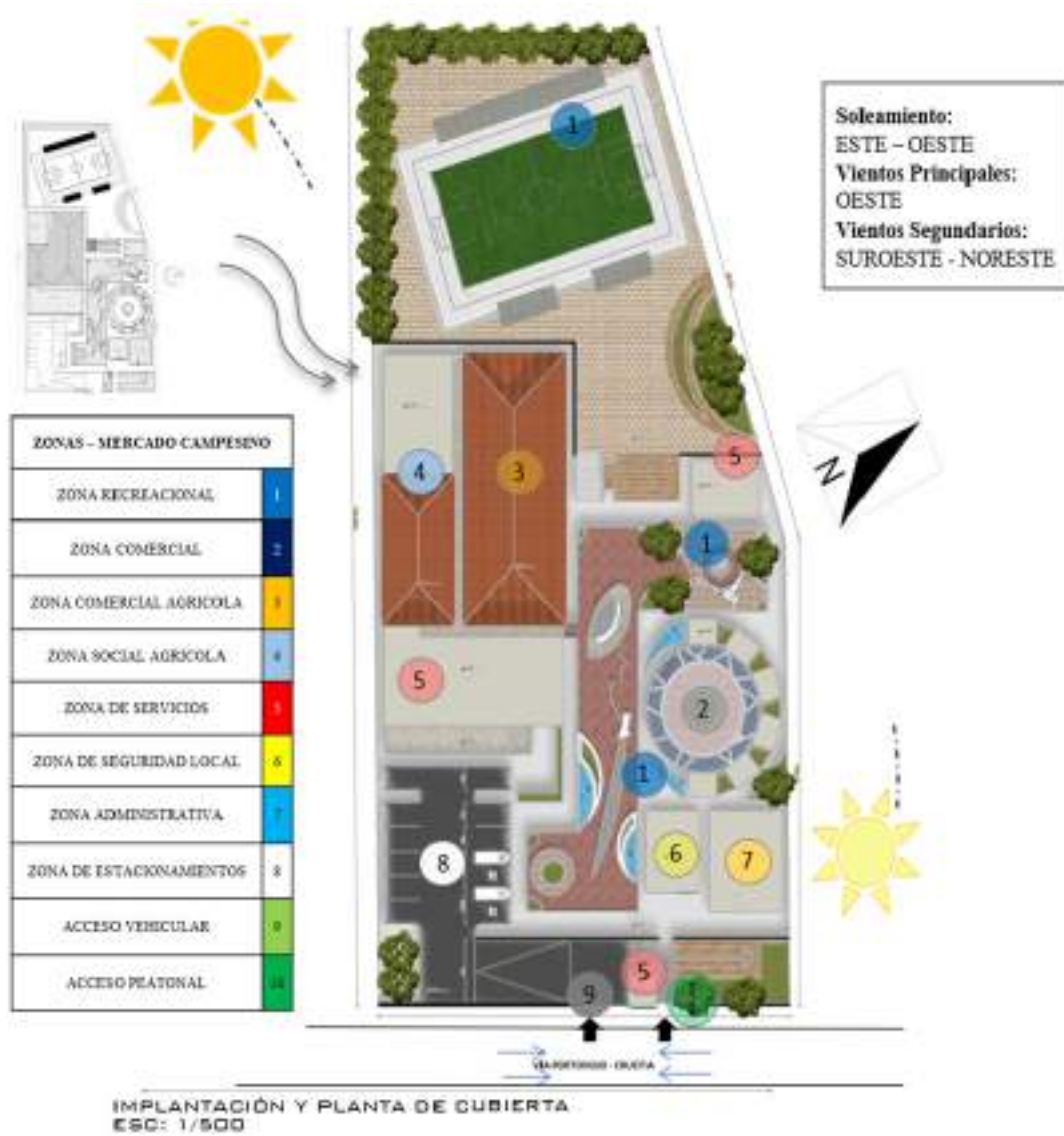 Soleamiento:
ESTE – OESTE
Vientos Principales:
OESTE
Vientos Segundarios:
SUROESTE - NORESTE
ZONAS – MERCADO CAMPESINO
ZONA RECREACIONAL 1
ZONA COMERCIAL 2
ZONA COMERCIAL AGRICOLA 3
ZONA SOCIAL AGRICOLA 4
ZONA DE SERVICIOS 5
ZONA DE SEGURIDAD LOCAL 6
ZONA ADMINISTRATIVA 7
ZONA DE ESTACIONAMIENTOS 8
ACCESO VEHICULAR 9
ACCESO PEATONAL 10
1
4
3
5
1
5
2
1
6
7
8
5
9
N
VIA PORTOVIEJO - CRUCITA
IMPLANTACIÓN Y PLANTA DE CUBIERTA
ESC: 1/500